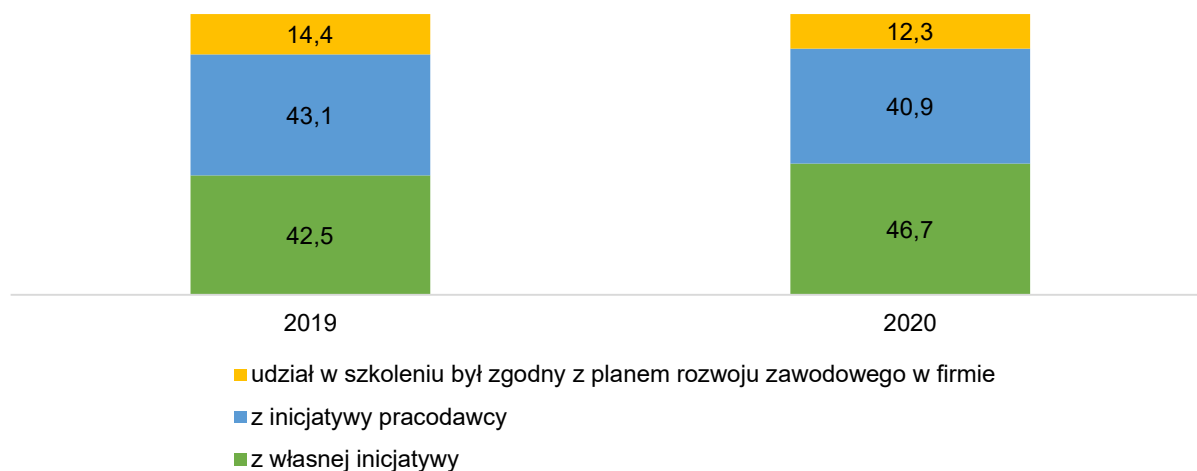 14,4
12,3
43,1
40,9
42,5
46,7
2019
2020
udział w szkoleniu był zgodny z planem rozwoju zawodowego w firmie
z inicjatywy pracodawcy
z własnej inicjatywy